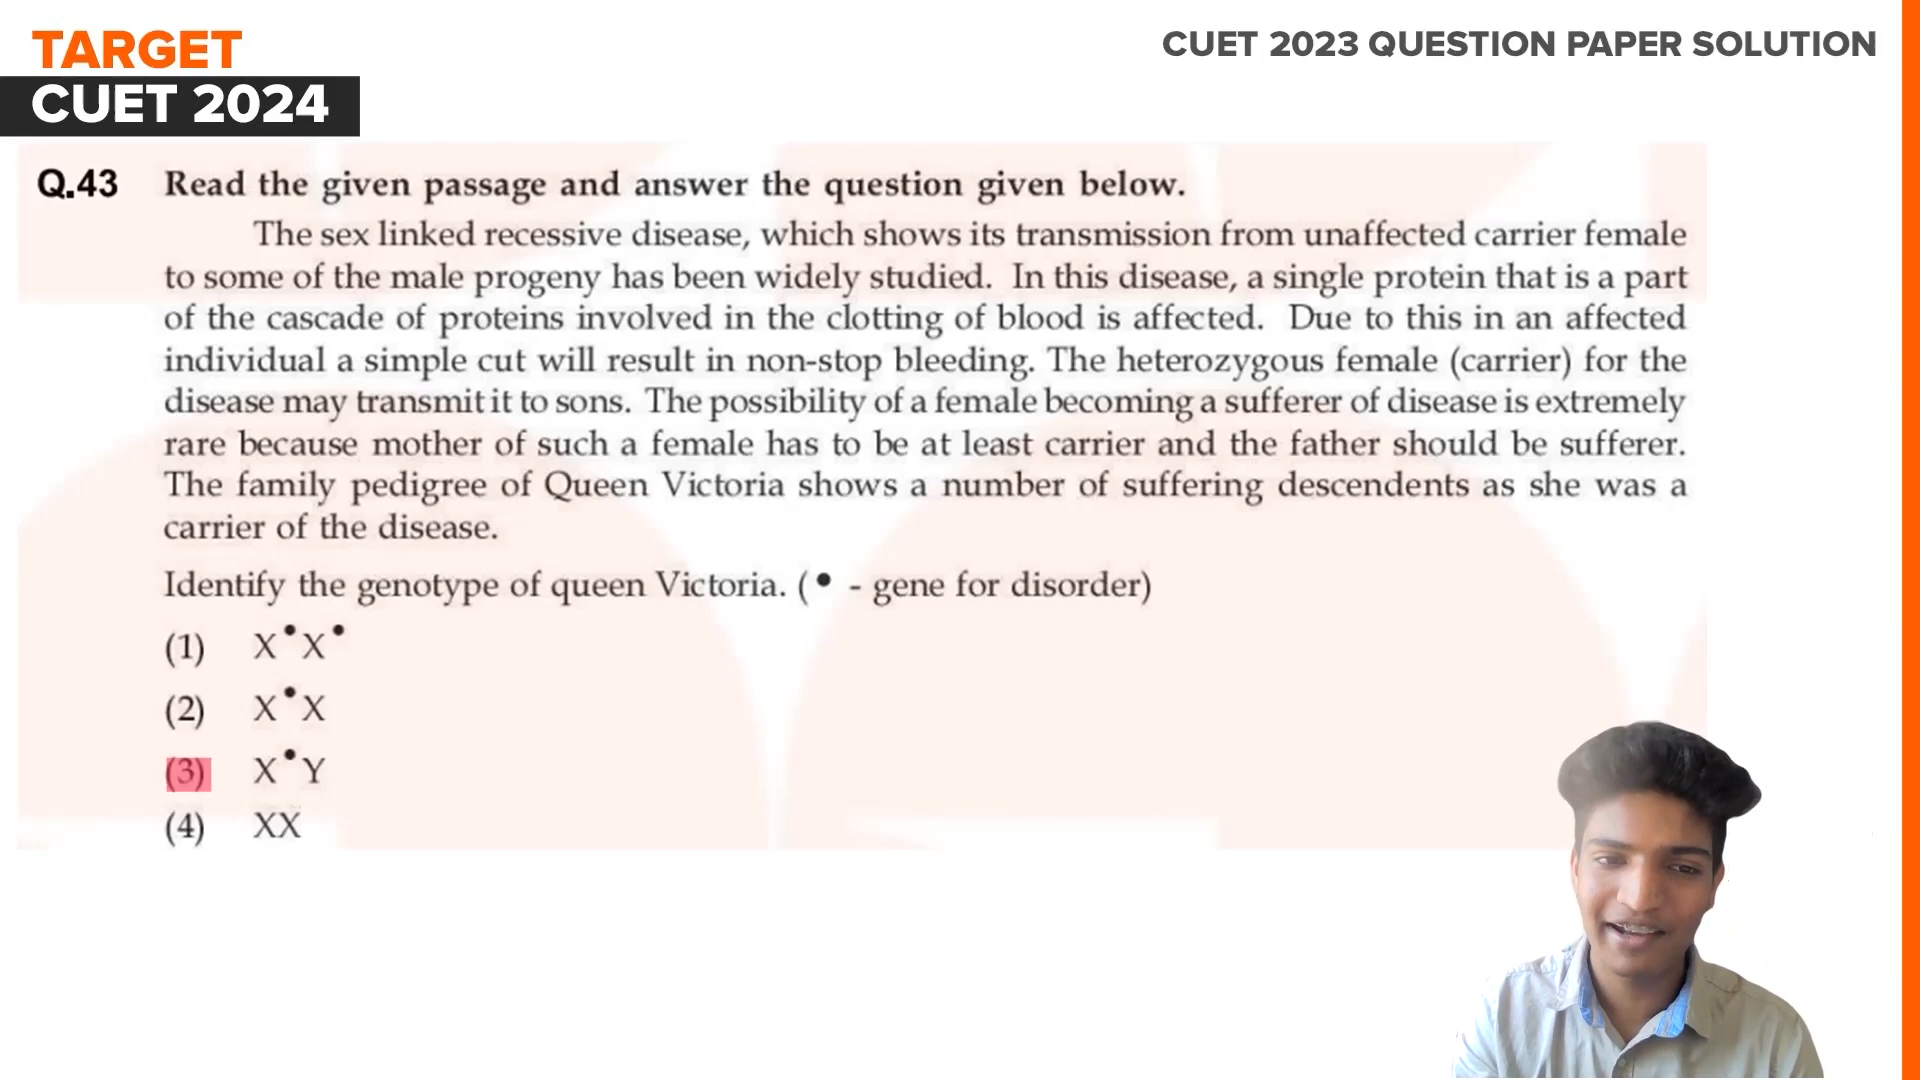 TARGET
CUET 2024
CUET 2023 QUESTION PAPER SOLUTION
Q.43 Read the given passage and answer the question given below.
The sex linked recessive disease, which shows its transmission from unaffected carrier female
to some of the male progeny has been widely studied. In this disease, a single protein that is a part
of the cascade of proteins involved in the clotting of blood is affected. Due to this in an affected
individual a simple cut will result in non-stop bleeding. The heterozygous female (carrier) for the
disease may transmit it to sons. The possibility of a female becoming a sufferer of disease is extremely
rare because mother of such a female has to be at least carrier and the father should be sufferer.
The family pedigree of Queen Victoria shows a number of suffering descendents as she was a
carrier of the disease.
Identify the genotype of queen Victoria. (• - gene for disorder)
(1) X•X•
(2) X•X
(3) X•Y
(4) XX